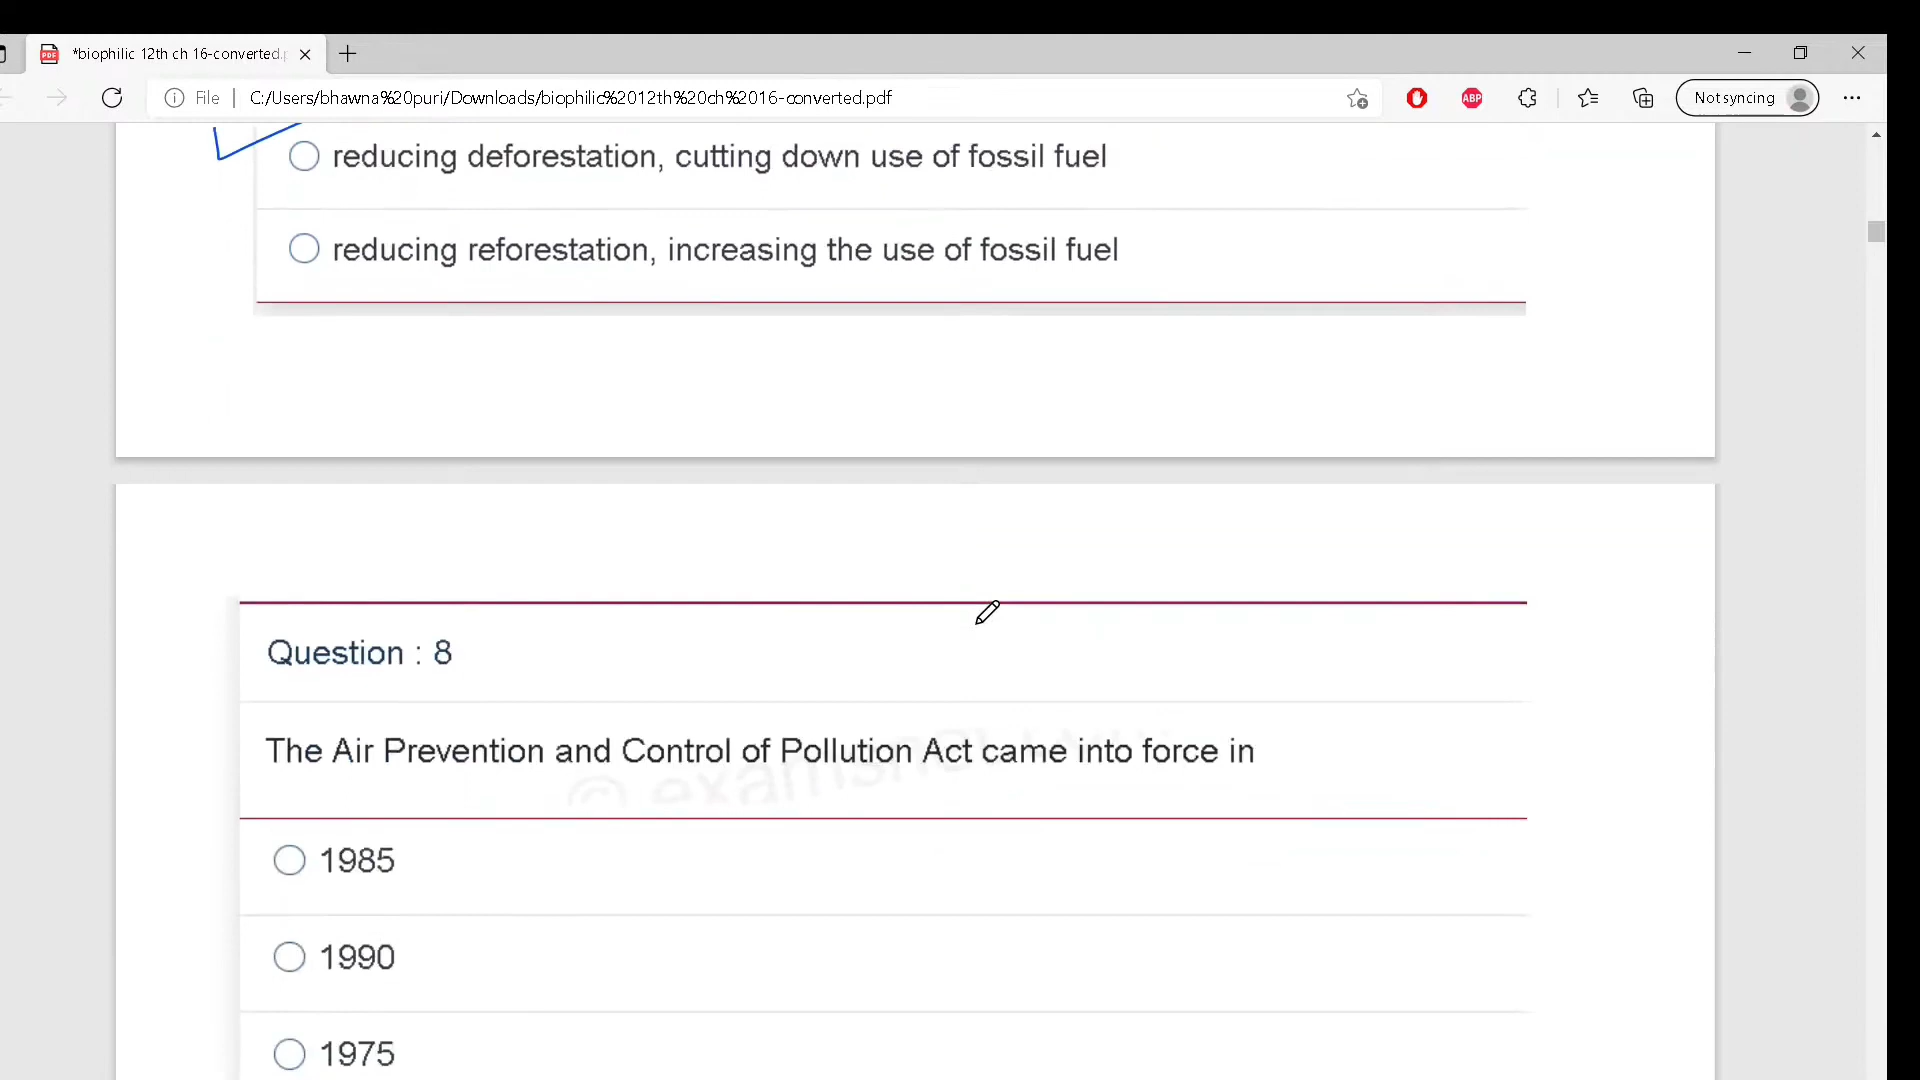 *biophilic 12th ch 16-converted.p
File
C:/Users/bhawna%20puri/Downloads/biophilic%2012th%20ch%2016-converted.pdf
ABP
Not syncing
reducing deforestation, cutting down use of fossil fuel
reducing reforestation, increasing the use of fossil fuel
Question : 8
The Air Prevention and Control of Pollution Act came into force in
1985
1990
1975